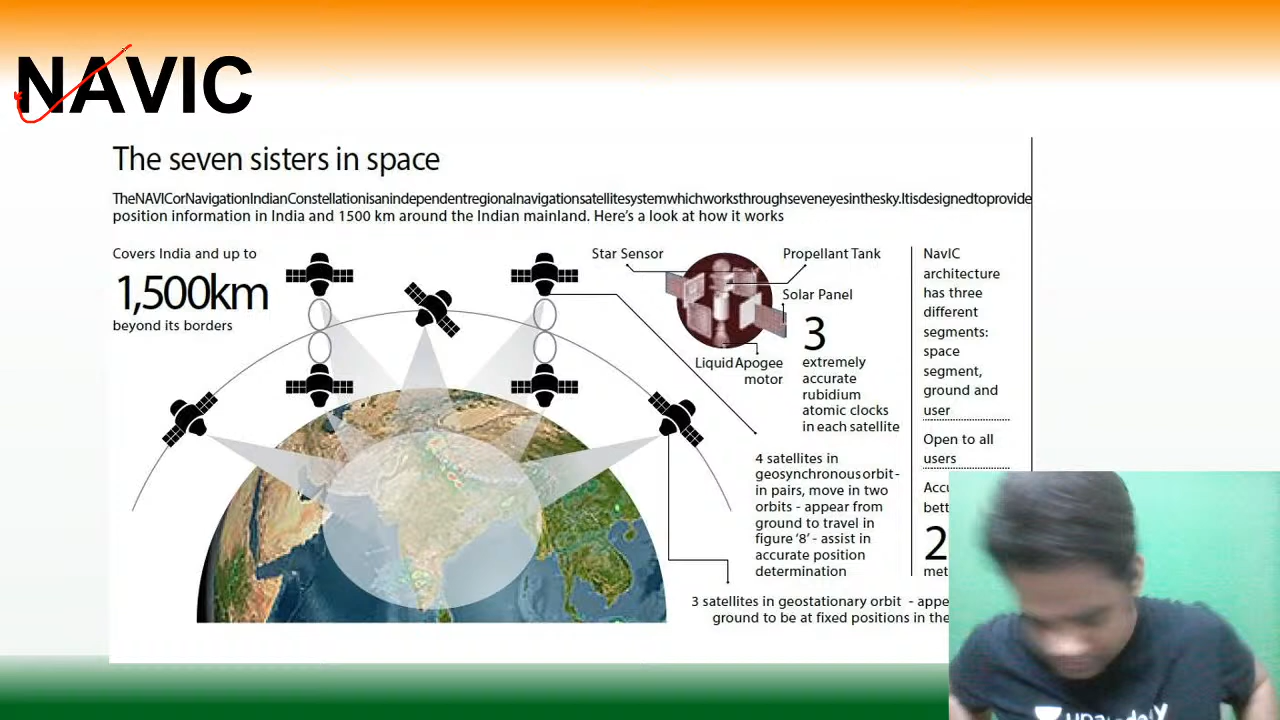 NAVIC
The seven sisters in space
TheNAVICorNavigationIndianConstellationisanindependentregionalnavigationsatellitesystemwhichworksthroughseveneyesinthesky.Itisdesignedtoprovide
position information in India and 1500 km around the Indian mainland. Here's a look at how it works
Covers India and up to
1,500km
beyond its borders
Star Sensor
Propellant Tank
Solar Panel
Liquid Apogee
motor
3
extremely
accurate
rubidium
atomic clocks
in each satellite
4 satellites in
geosynchronous orbit -
in pairs, move in two
orbits - appear from
ground to travel in
figure '8' - assist in
accurate position
determination
3 satellites in geostationary orbit - appe
ground to be at fixed positions in the
NavIC
architecture
has three
different
segments:
space
segment,
ground and
user
Open to all
users
Accu
bett
2
met